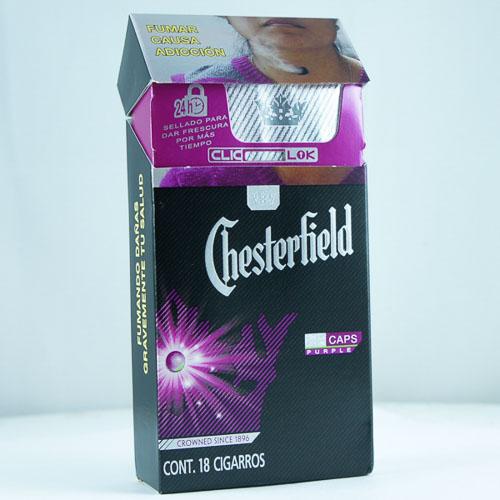 FUMAR
CAUSA
ADICCIÓN
24h
SELLADO PARA
DAR FRESCURA
POR MÁS
TIEMPO
CLIC LOK
FUMANDO DAÑAS
GRAVEMENTE TU SALUD
Chesterfield
CAPS
PURPLE
CROWNED SINCE 1896
CONT. 18 CIGARROS